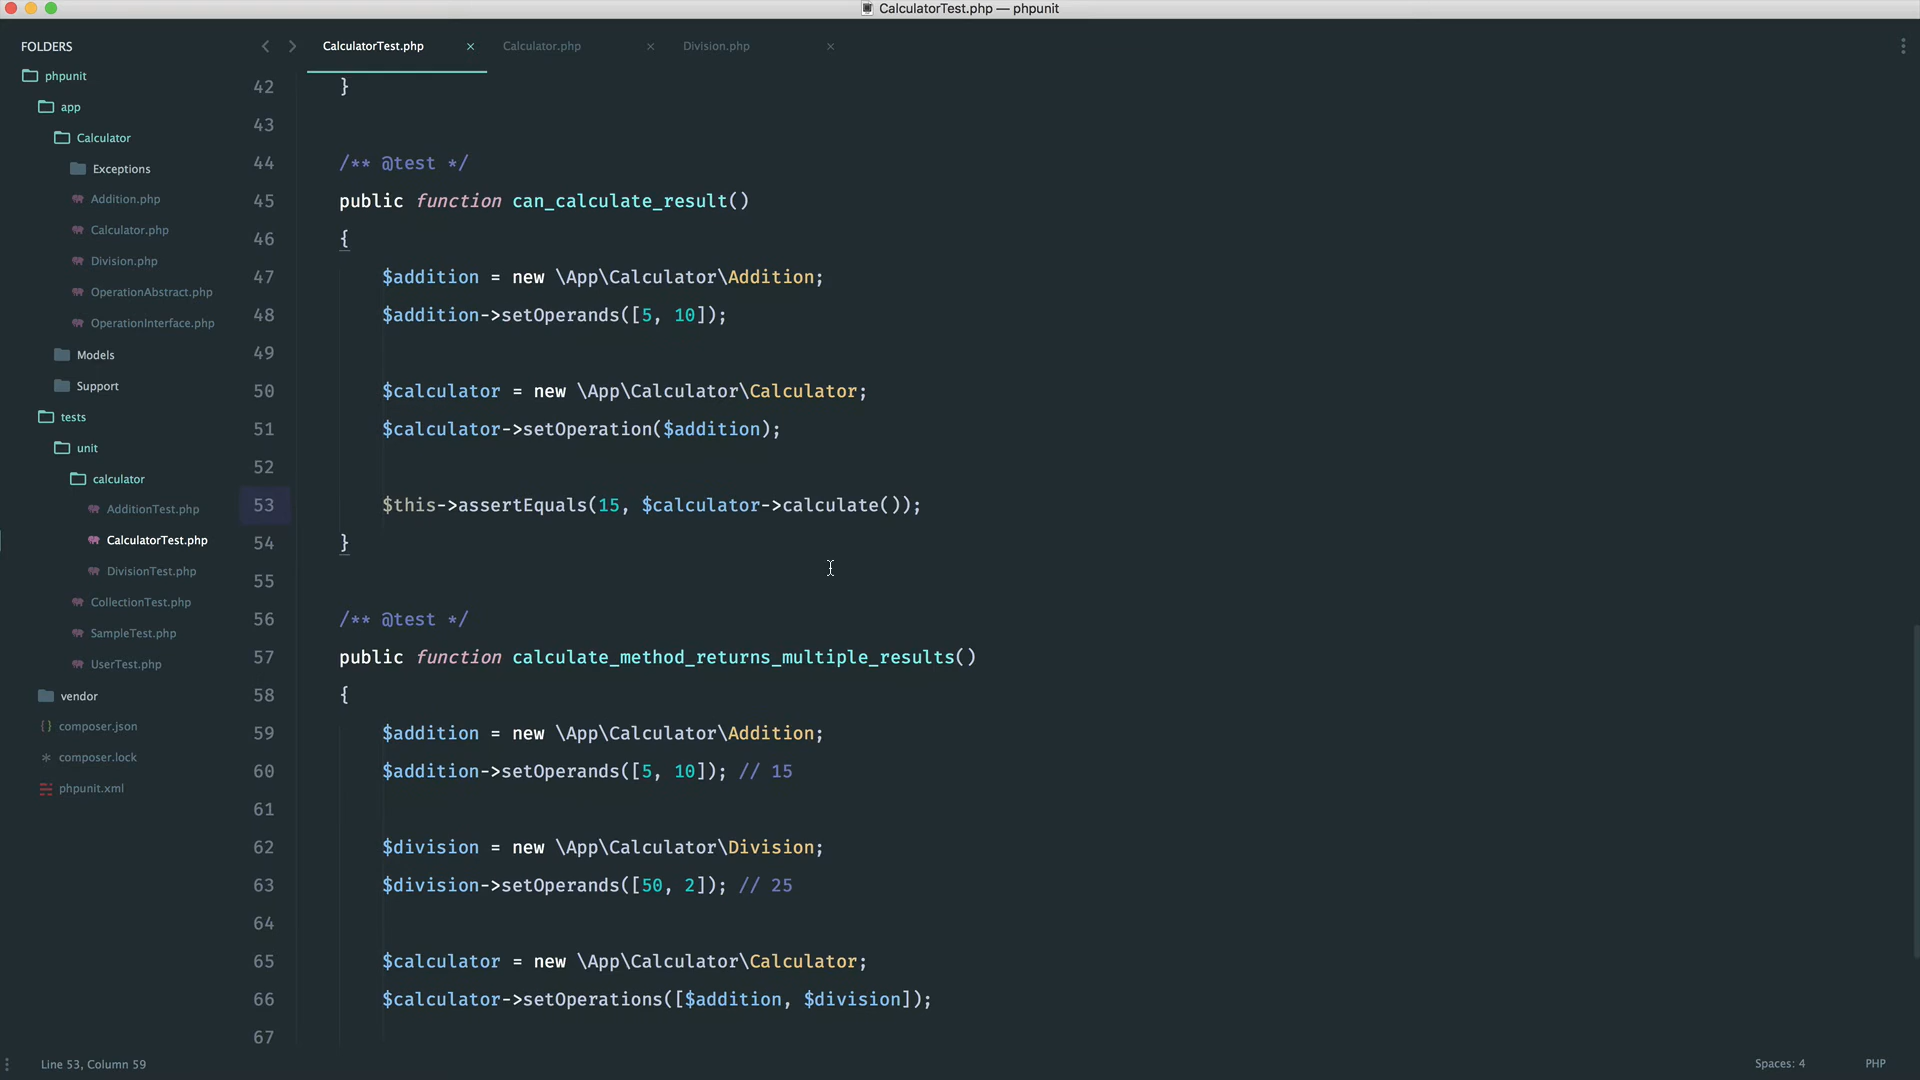 CalculatorTest.php — phpunit
FOLDERS
phpunit
app
Calculator
Exceptions
Addition.php
Calculator.php
Division.php
OperationAbstract.php
OperationInterface.php
Models
Support
tests
unit
calculator
AdditionTest.php
CalculatorTest.php
DivisionTest.php
CollectionTest.php
SampleTest.php
UserTest.php
vendor
composer.json
composer.lock
phpunit.xml
CalculatorTest.php × Calculator.php × Division.php ×
42 }
43
44 /** @test */
45 public function can_calculate_result()
46 {
47 $addition = new \App\Calculator\Addition;
48 $addition->setOperands([5, 10]);
49
50 $calculator = new \App\Calculator\Calculator;
51 $calculator->setOperation($addition);
52
53 $this->assertEquals(15, $calculator->calculate());
54 }
55
56 /** @test */
57 public function calculate_method_returns_multiple_results()
58 {
59 $addition = new \App\Calculator\Addition;
60 $addition->setOperands([5, 10]); // 15
61
62 $division = new \App\Calculator\Division;
63 $division->setOperands([50, 2]); // 25
64
65 $calculator = new \App\Calculator\Calculator;
66 $calculator->setOperations([$addition, $division]);
67
Line 53, Column 59
Spaces: 4
PHP